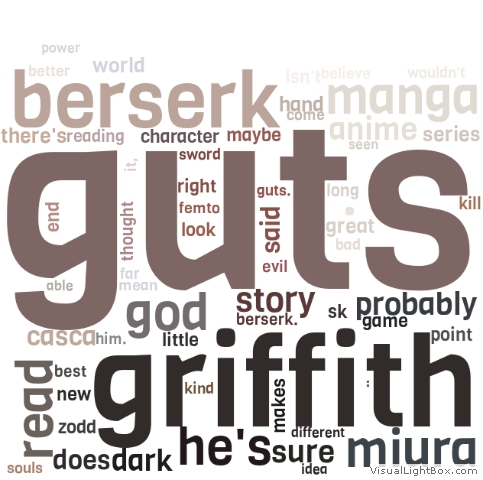 power
better world isn't believe wouldn't
berserk hand come manga
there's reading character maybe anime series
it, sword seen
guts
right guts. long
end thought femto said great kill
look bad
evil
able far mean
god story sk probably
berserk. game
casca him. little point
griffith
read best kind makes :
new
zodd different
he's sure miura
does dark idea
souls
VisualLightBox.com